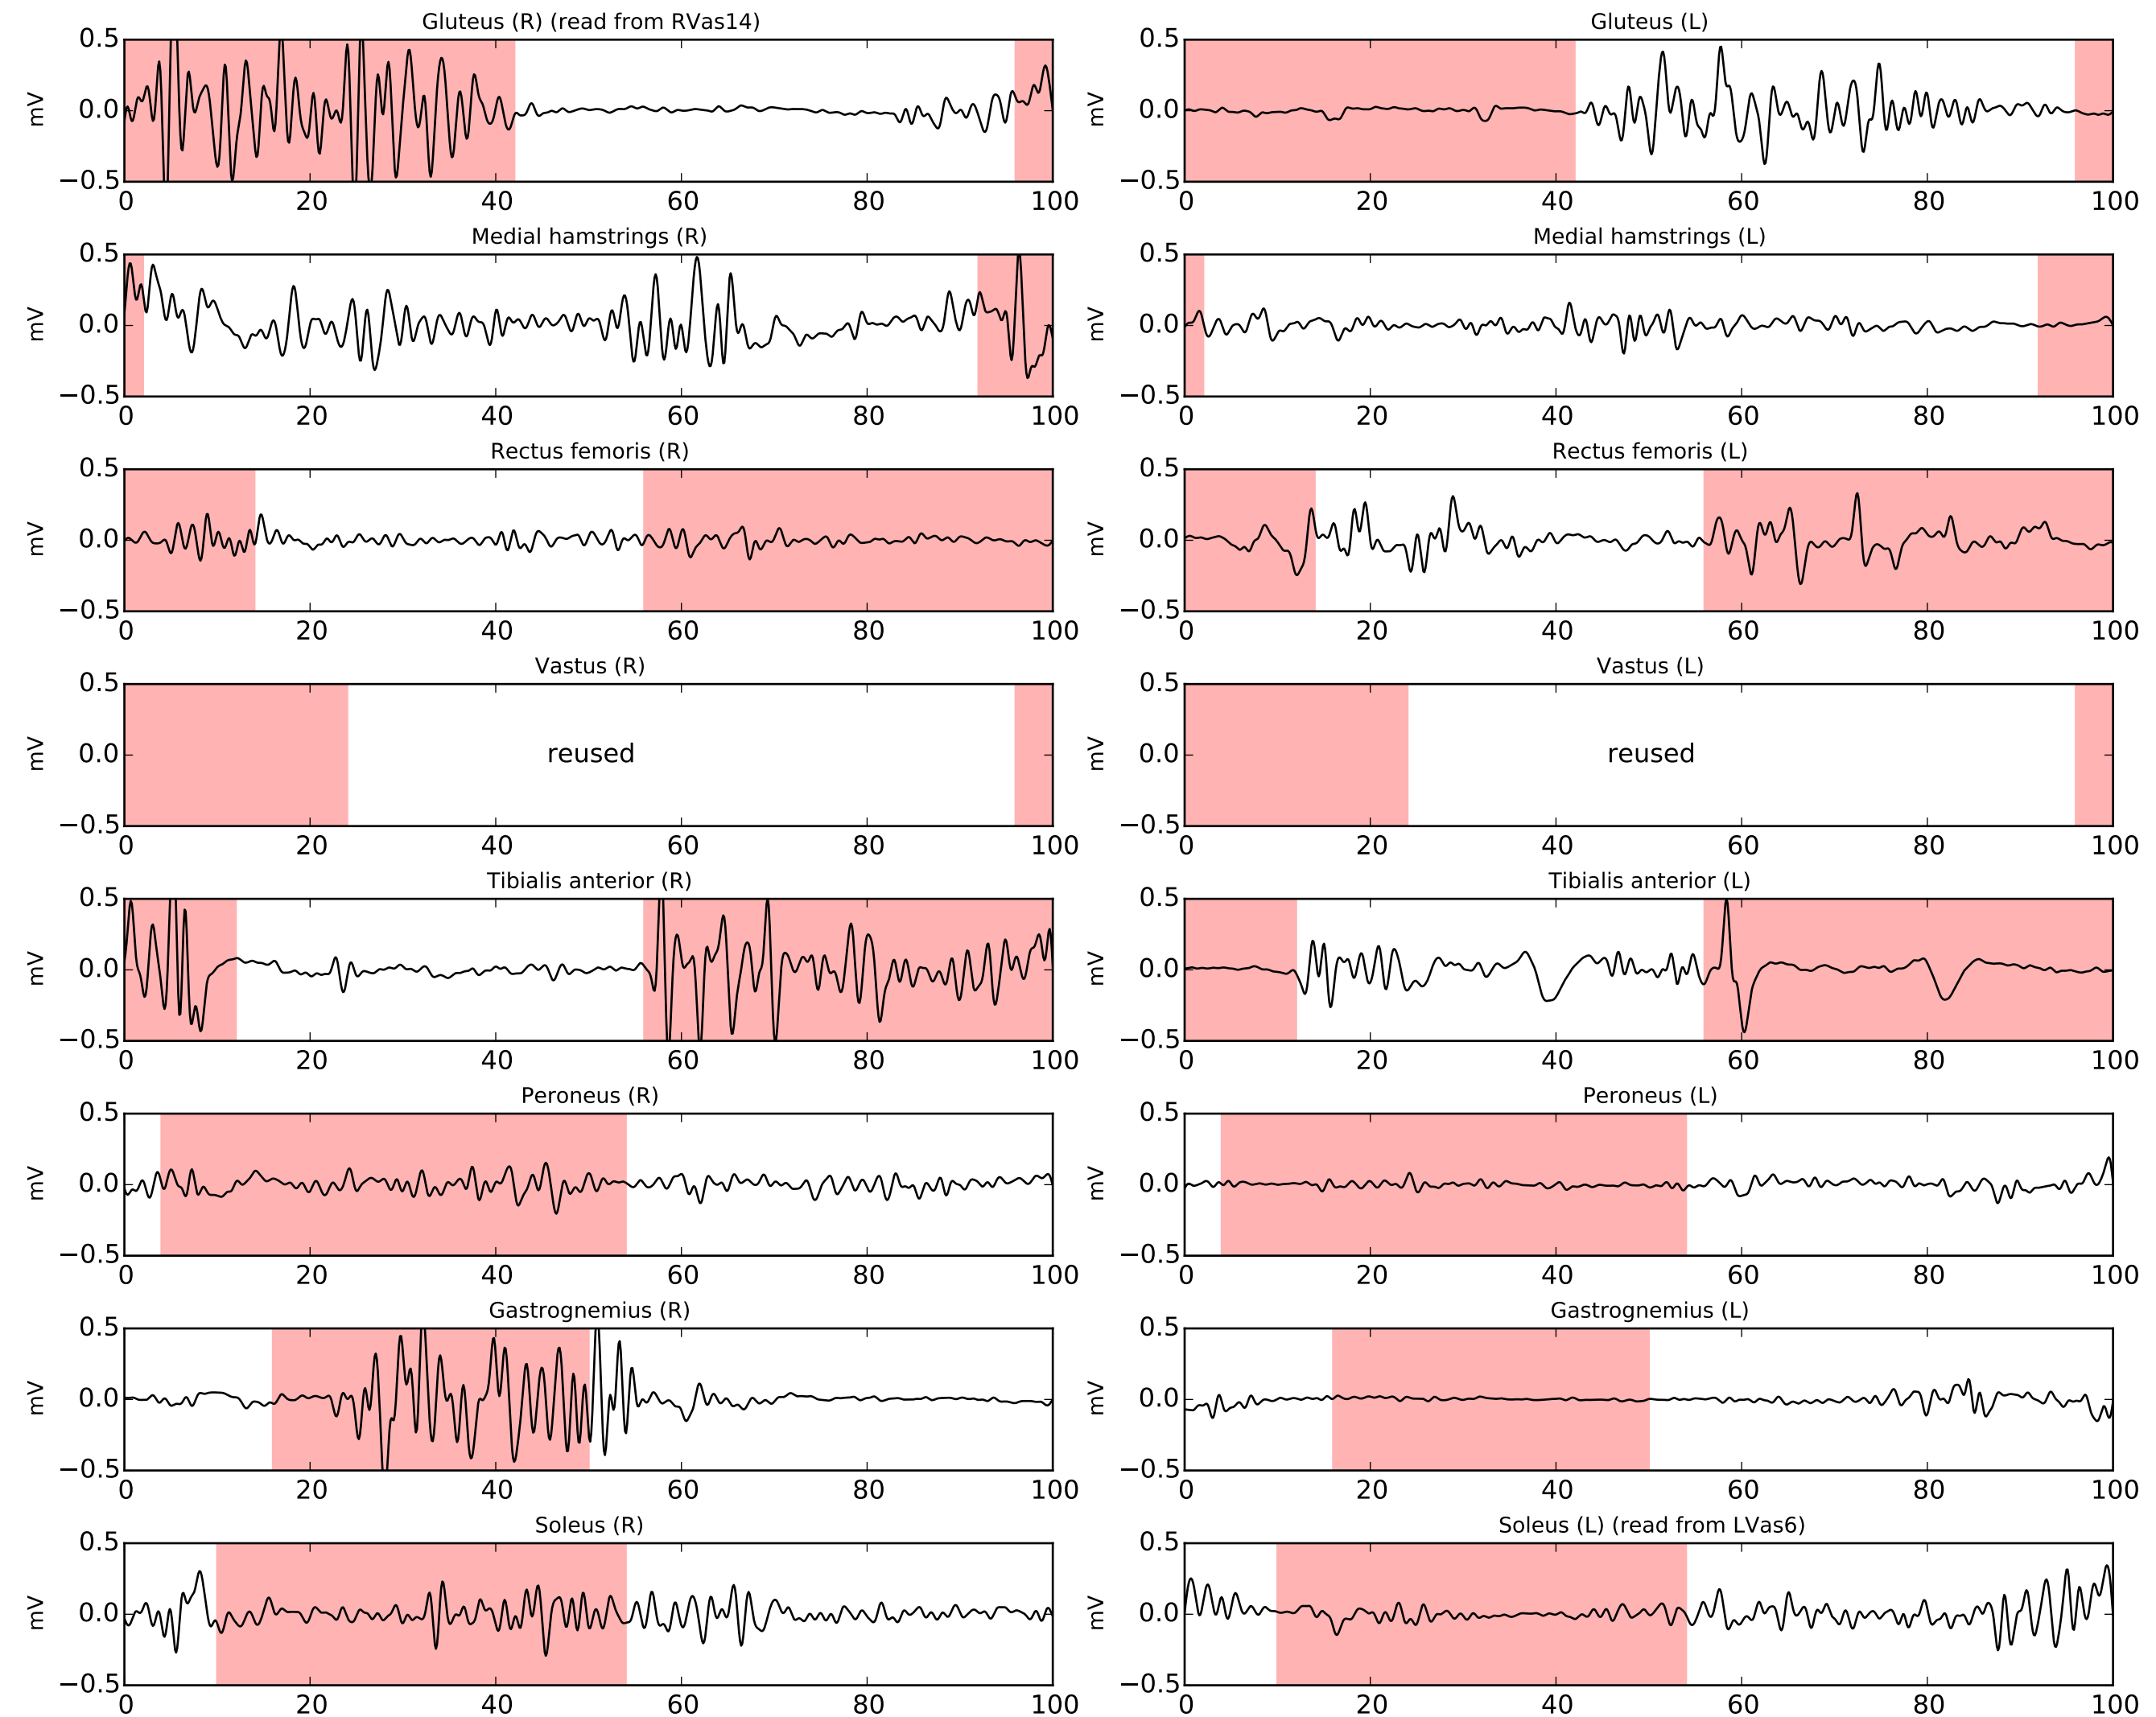 Gluteus (R) (read from RVas14)
0.5
0.0
−0.5
mV
0 20 40 60 80 100
Gluteus (L)
0.5
0.0
−0.5
mV
0 20 40 60 80 100
Medial hamstrings (R)
0.5
0.0
−0.5
mV
0 20 40 60 80 100
Medial hamstrings (L)
0.5
0.0
−0.5
mV
0 20 40 60 80 100
Rectus femoris (R)
0.5
0.0
−0.5
mV
0 20 40 60 80 100
Rectus femoris (L)
0.5
0.0
−0.5
mV
0 20 40 60 80 100
Vastus (R)
0.5
0.0
−0.5
mV
reused
0 20 40 60 80 100
Vastus (L)
0.5
0.0
−0.5
mV
reused
0 20 40 60 80 100
Tibialis anterior (R)
0.5
0.0
−0.5
mV
0 20 40 60 80 100
Tibialis anterior (L)
0.5
0.0
−0.5
mV
0 20 40 60 80 100
Peroneus (R)
0.5
0.0
−0.5
mV
0 20 40 60 80 100
Peroneus (L)
0.5
0.0
−0.5
mV
0 20 40 60 80 100
Gastrognemius (R)
0.5
0.0
−0.5
mV
0 20 40 60 80 100
Gastrognemius (L)
0.5
0.0
−0.5
mV
0 20 40 60 80 100
Soleus (R)
0.5
0.0
−0.5
mV
0 20 40 60 80 100
Soleus (L) (read from LVas6)
0.5
0.0
−0.5
mV
0 20 40 60 80 100